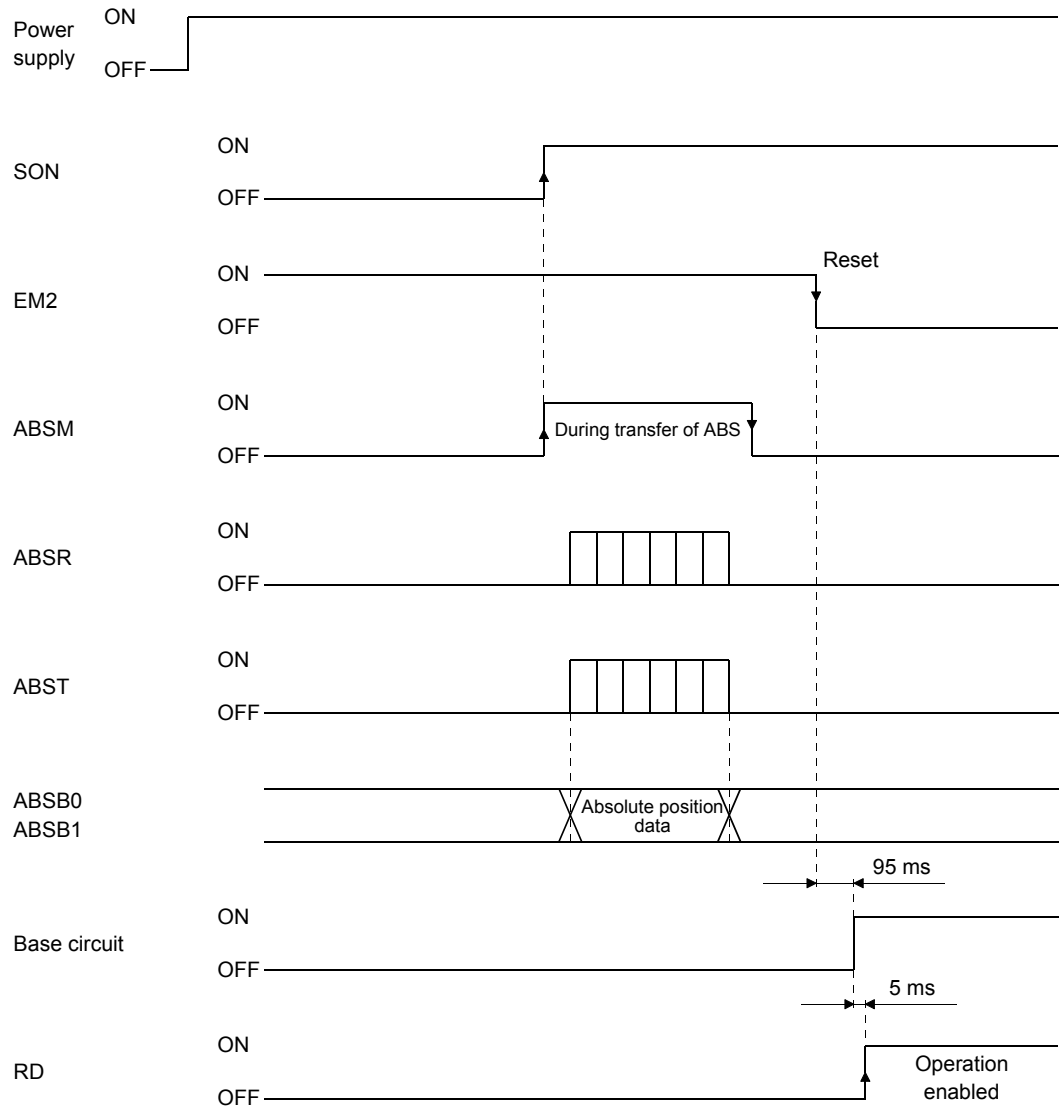 Power
supply
ON
OFF
SON
ON
OFF
EM2
ON
OFF
Reset
ABSM
ON
OFF
During transfer of ABS
ABSR
ON
OFF
ABST
ON
OFF
ABSB0
ABSB1
Absolute position
data
95 ms
Base circuit
ON
OFF
5 ms
RD
ON
OFF
Operation
enabled